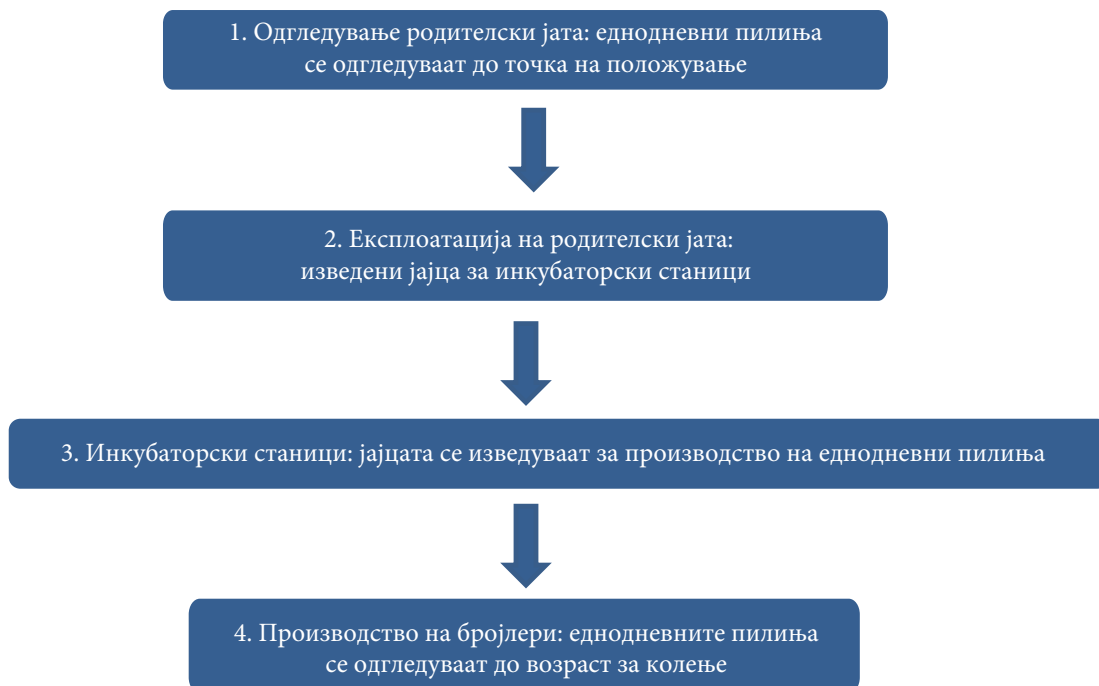 1. Одгледување родителски јата: еднодневни пилиња
се одгледуваат до точка на положување
2. Експлоатација на родителски јата:
изведени јајца за инкубаторски станици
3. Инкубаторски станици: јајцата се изведуваат за производство на еднодневни пилиња
4. Производство на бројлери: еднодневните пилиња
се одгледуваат до возраст за колење